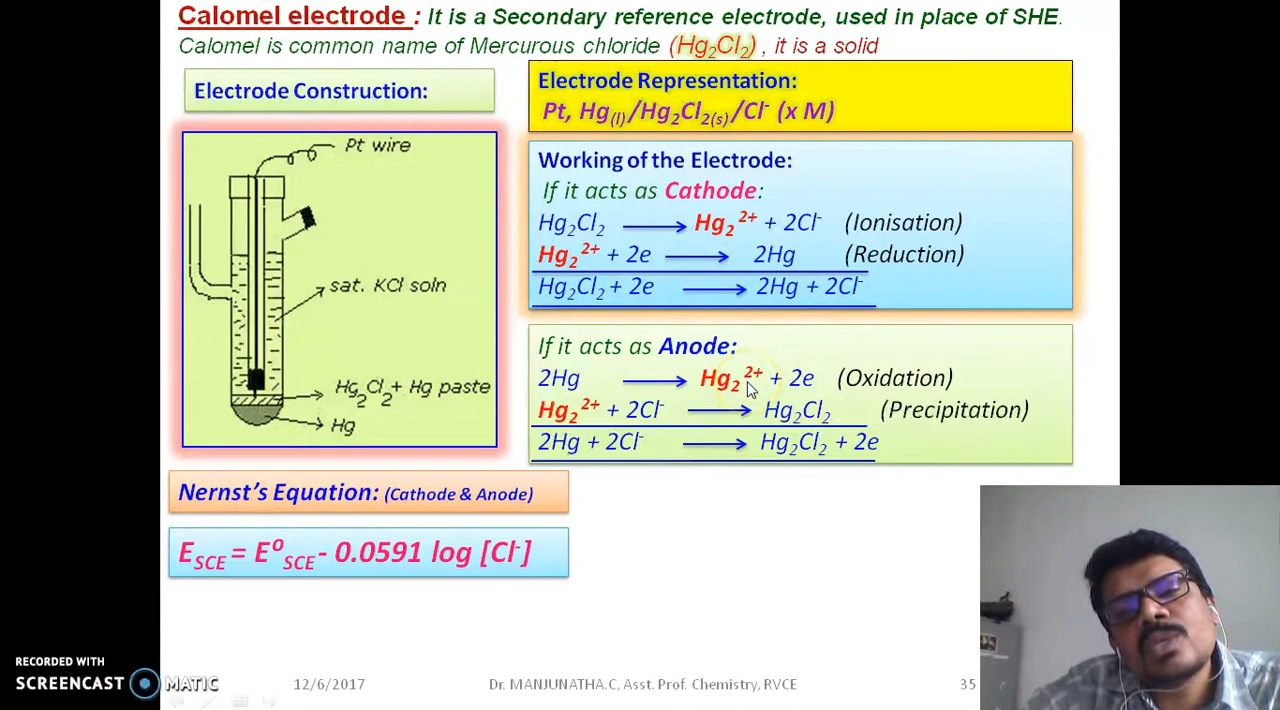 Calomel electrode : It is a Secondary reference electrode, used in place of SHE.
Calomel is common name of Mercurous chloride (Hg₂Cl₂) , it is a solid
Electrode Construction:
Pt wire
sat. KCl soln
Hg₂Cl₂+ Hg paste
Hg
Electrode Representation:
Pt, Hg₍l₎/Hg₂Cl₂₍s₎/Cl⁻ (x M)
Working of the Electrode:
If it acts as Cathode:
Hg₂Cl₂ → Hg₂ ²⁺ + 2Cl⁻ (Ionisation)
Hg₂ ²⁺ + 2e → 2Hg (Reduction)
Hg₂Cl₂ + 2e → 2Hg + 2Cl⁻
If it acts as Anode:
2Hg → Hg₂ ²⁺ + 2e (Oxidation)
Hg₂ ²⁺ + 2Cl⁻ → Hg₂Cl₂ (Precipitation)
2Hg + 2Cl⁻ → Hg₂Cl₂ + 2e
Nernst's Equation: (Cathode & Anode)
E_SCE = Eº_SCE - 0.0591 log [Cl⁻]
RECORDED WITH
SCREENCAST MATIC
12/6/2017
Dr. MANJUNATHA.C, Asst. Prof. Chemistry, RVCE
35